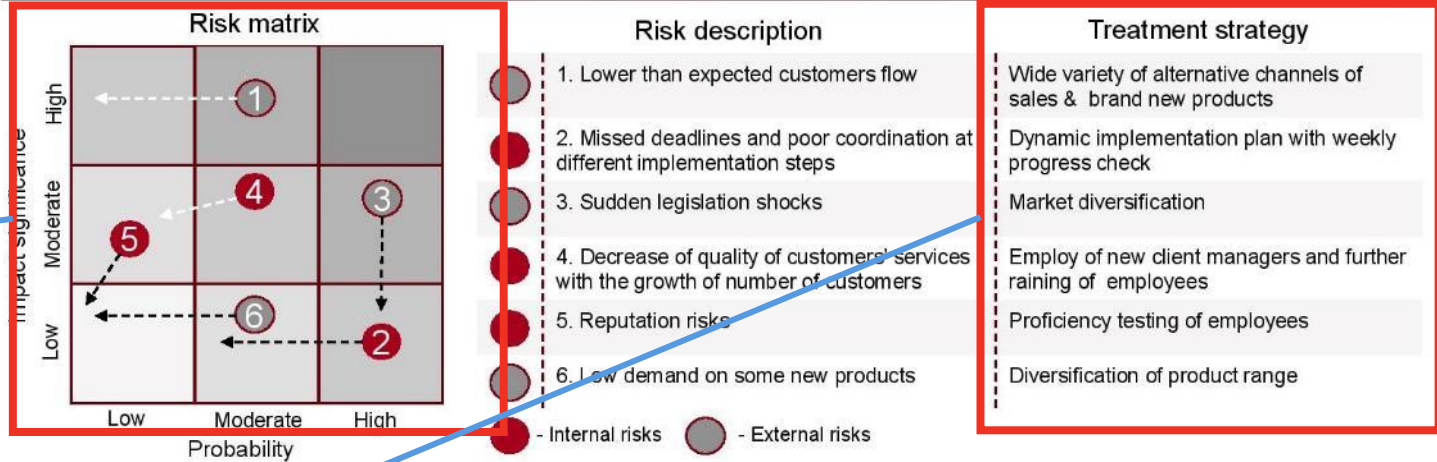 Risk matrix
High
Moderate
Low
Impact significance
1
4
3
5
6
2
Low Moderate High
Probability
Risk description
1. Lower than expected customers flow
2. Missed deadlines and poor coordination at
different implementation steps
3. Sudden legislation shocks
4. Decrease of quality of customers' services
with the growth of number of customers
5. Reputation risks
6. Low demand on some new products
- Internal risks - External risks
Treatment strategy
Wide variety of alternative channels of
sales & brand new products
Dynamic implementation plan with weekly
progress check
Market diversification
Employ of new client managers and further
raining of employees
Proficiency testing of employees
Diversification of product range